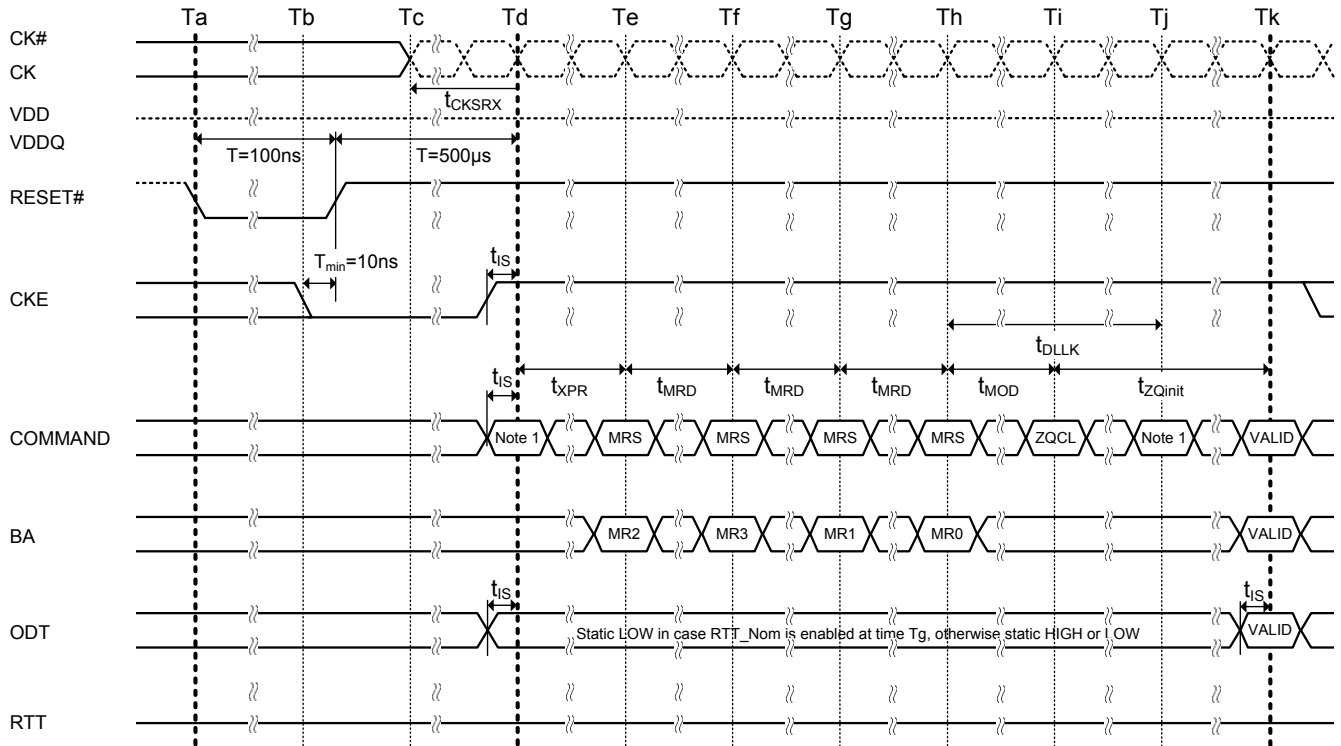 Ta Tb Tc Td Te Tf Tg Th Ti Tj Tk
CK#
CK
tCKSRX
VDD
VDDQ
T=100ns T=500µs
RESET#
Tmin=10ns tIS
CKE
tDLLK
tIS tXPR tMRD tMRD tMRD tMOD tZQinit
COMMAND Note 1 MRS MRS MRS MRS ZQCL Note 1 VALID
BA MR2 MR3 MR1 MR0 VALID
tIS tIS
ODT Static LOW in case RTT_Nom is enabled at time Tg, otherwise static HIGH or LOW VALID
RTT